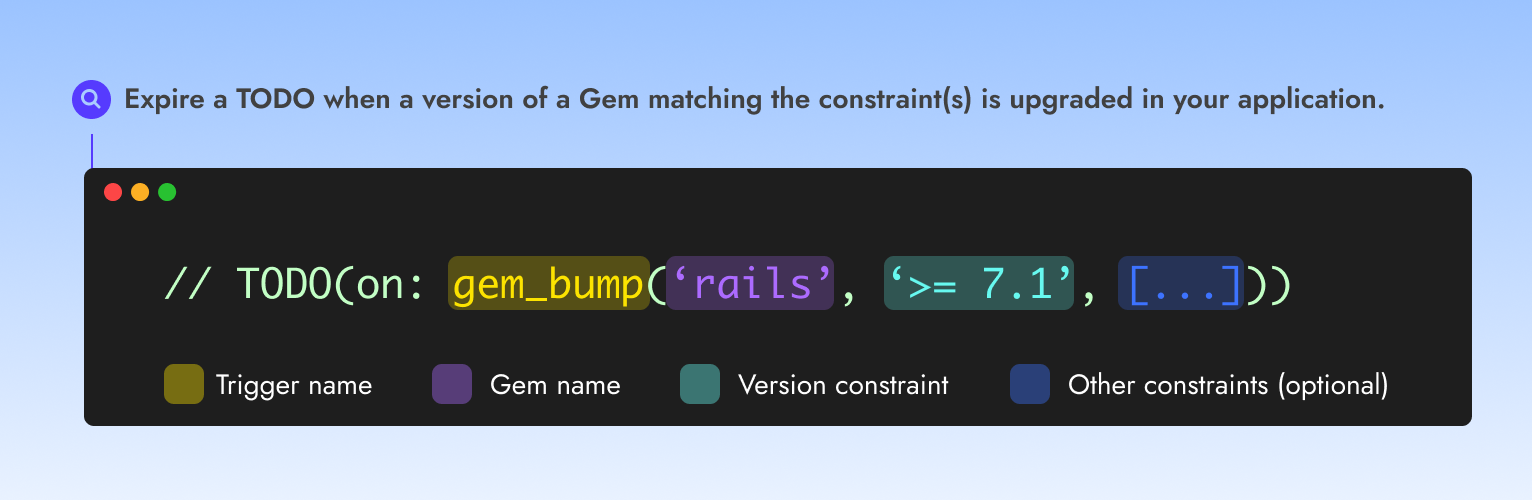 Expire a TODO when a version of a Gem matching the constraint(s) is upgraded in your application.
// TODO(on: gem_bump(‘rails’, ‘>= 7.1’, [...]))
Trigger name Gem name Version constraint Other constraints (optional)